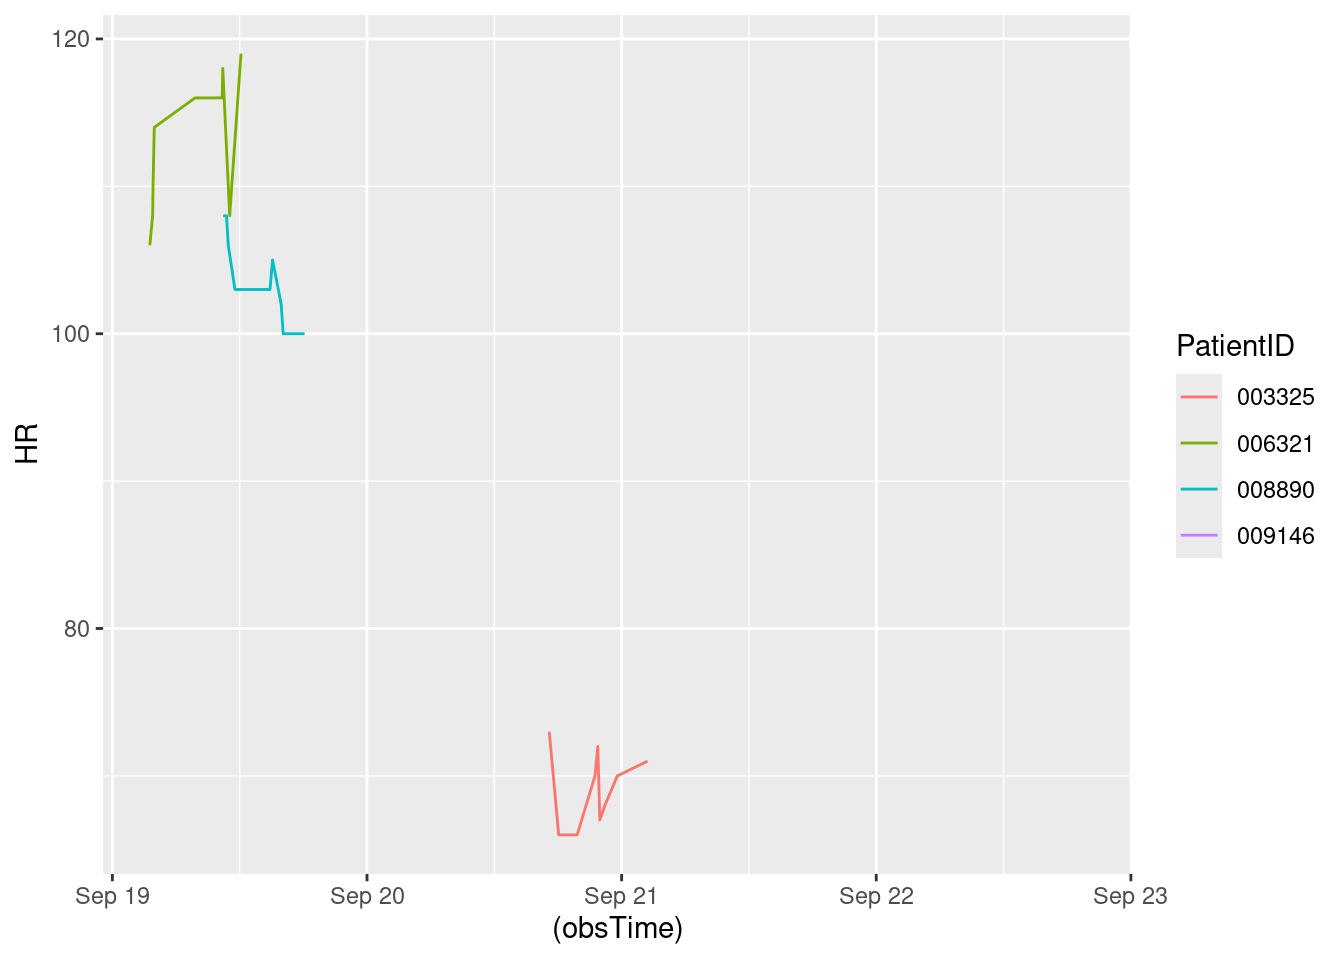 120
100
80
HR
Sep 19
Sep 20
Sep 21
Sep 22
Sep 23
(obsTime)
PatientID
003325
006321
008890
009146